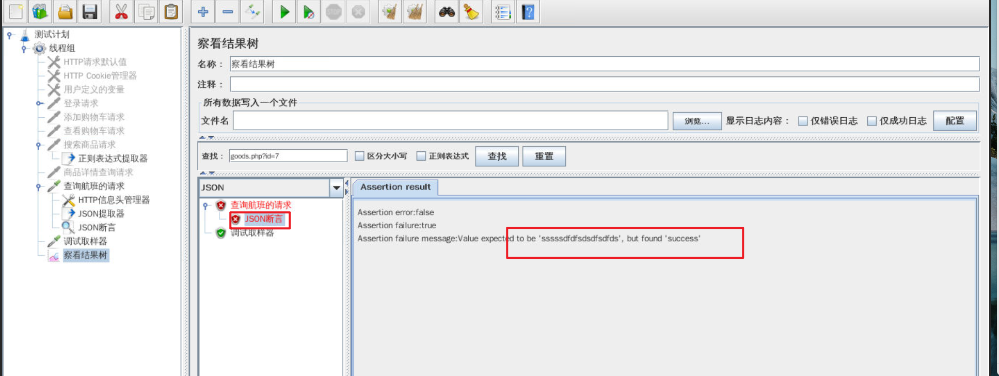 STOP
测试计划
线程组
HTTP请求默认值
HTTP Cookie管理器
用户定义的变量
登录请求
添加购物车请求
查看购物车请求
搜索商品请求
正则表达式提取器
商品详情查询请求
查询航班的请求
HTTP信息头管理器
JSON提取器
JSON断言
调试取样器
察看结果树
察看结果树
名称： 察看结果树
注释：
所有数据写入一个文件
文件名 浏览... 显示日志内容： 仅错误日志 仅成功日志 配置
查找： goods.php?id=7 区分大小写 正则表达式 查找 重置
JSON
查询航班的请求
JSON断言
调试取样器
Assertion result
Assertion error:false
Assertion failure:true
Assertion failure message:Value expected to be 'sssssdfdfsdsdfsdfds', but found 'success'